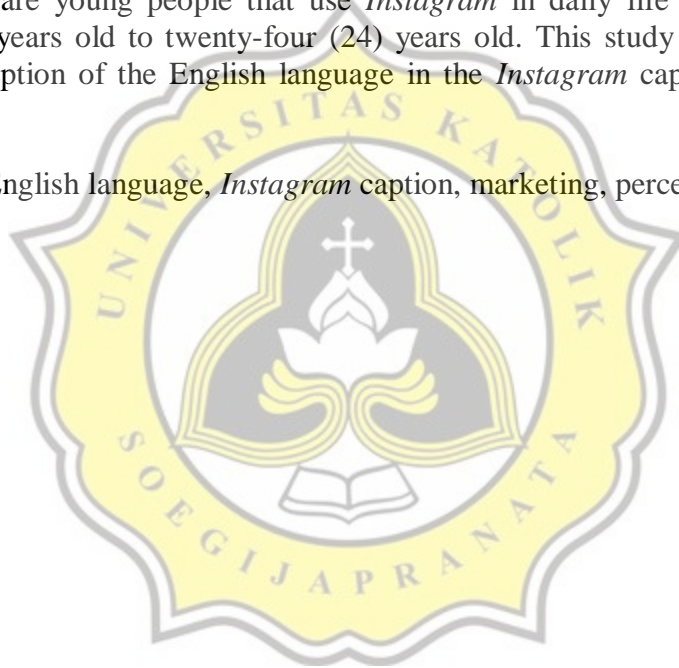 are young people that use Instagram in daily life
years old to twenty-four (24) years old. This study
ption of the English language in the Instagram cap
English language, Instagram caption, marketing, perce
UNIVERSITAS KATOLIK
SOEGIJAPRANATA